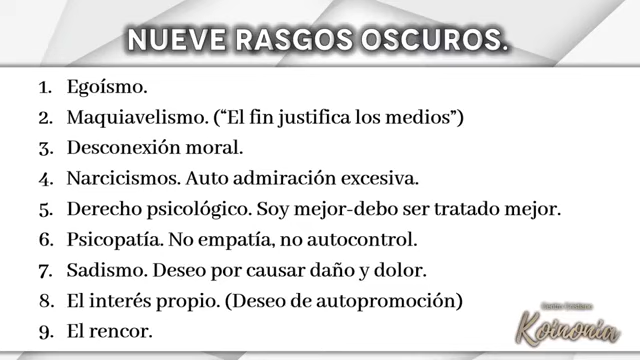 NUEVE RASGOS OSCUROS.
1. Egoísmo.
2. Maquiavelismo. (“El fin justifica los medios”)
3. Desconexión moral.
4. Narcicismos. Auto admiración excesiva.
5. Derecho psicológico. Soy mejor-debo ser tratado mejor.
6. Psicopatía. No empatía, no autocontrol.
7. Sadismo. Deseo por causar daño y dolor.
8. El interés propio. (Deseo de autopromoción)
9. El rencor.
Centro Cristiano
Koinonia